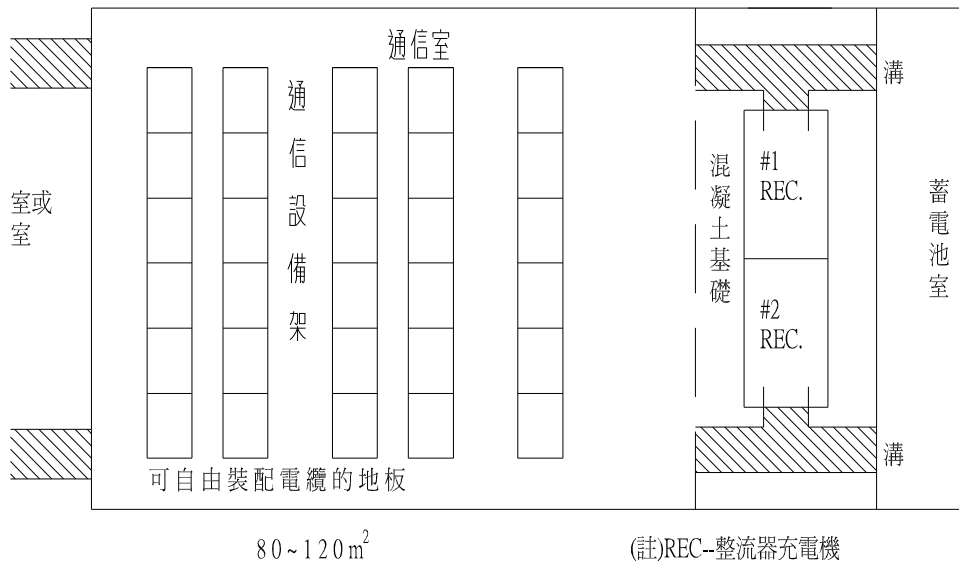 通信室
溝
通信設備架
混凝土基礎
#1
REC.
室或
室
蓄電池室
#2
REC.
溝
可自由裝配電纜的地板
80~120m²
(註)REC--整流器充電機